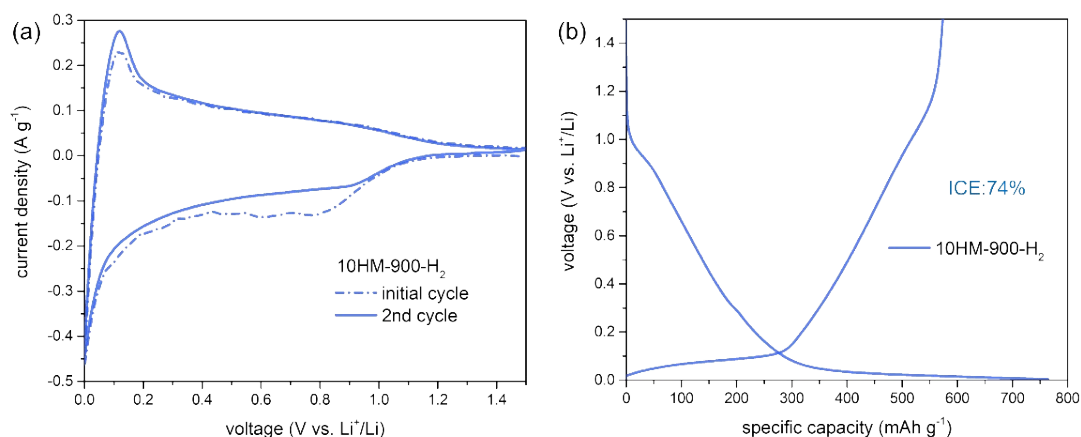 (a)
0.3
0.2
0.1
0.0
-0.1
-0.2
-0.3
-0.4
-0.5
current density (A g⁻¹)
10HM-900-H₂
initial cycle
2nd cycle
0.0 0.2 0.4 0.6 0.8 1.0 1.2 1.4
voltage (V vs. Li⁺/Li)
(b)
1.4
1.2
1.0
0.8
0.6
0.4
0.2
0.0
voltage (V vs. Li⁺/Li)
ICE:74%
10HM-900-H₂
0 100 200 300 400 500 600 700 800
specific capacity (mAh g⁻¹)